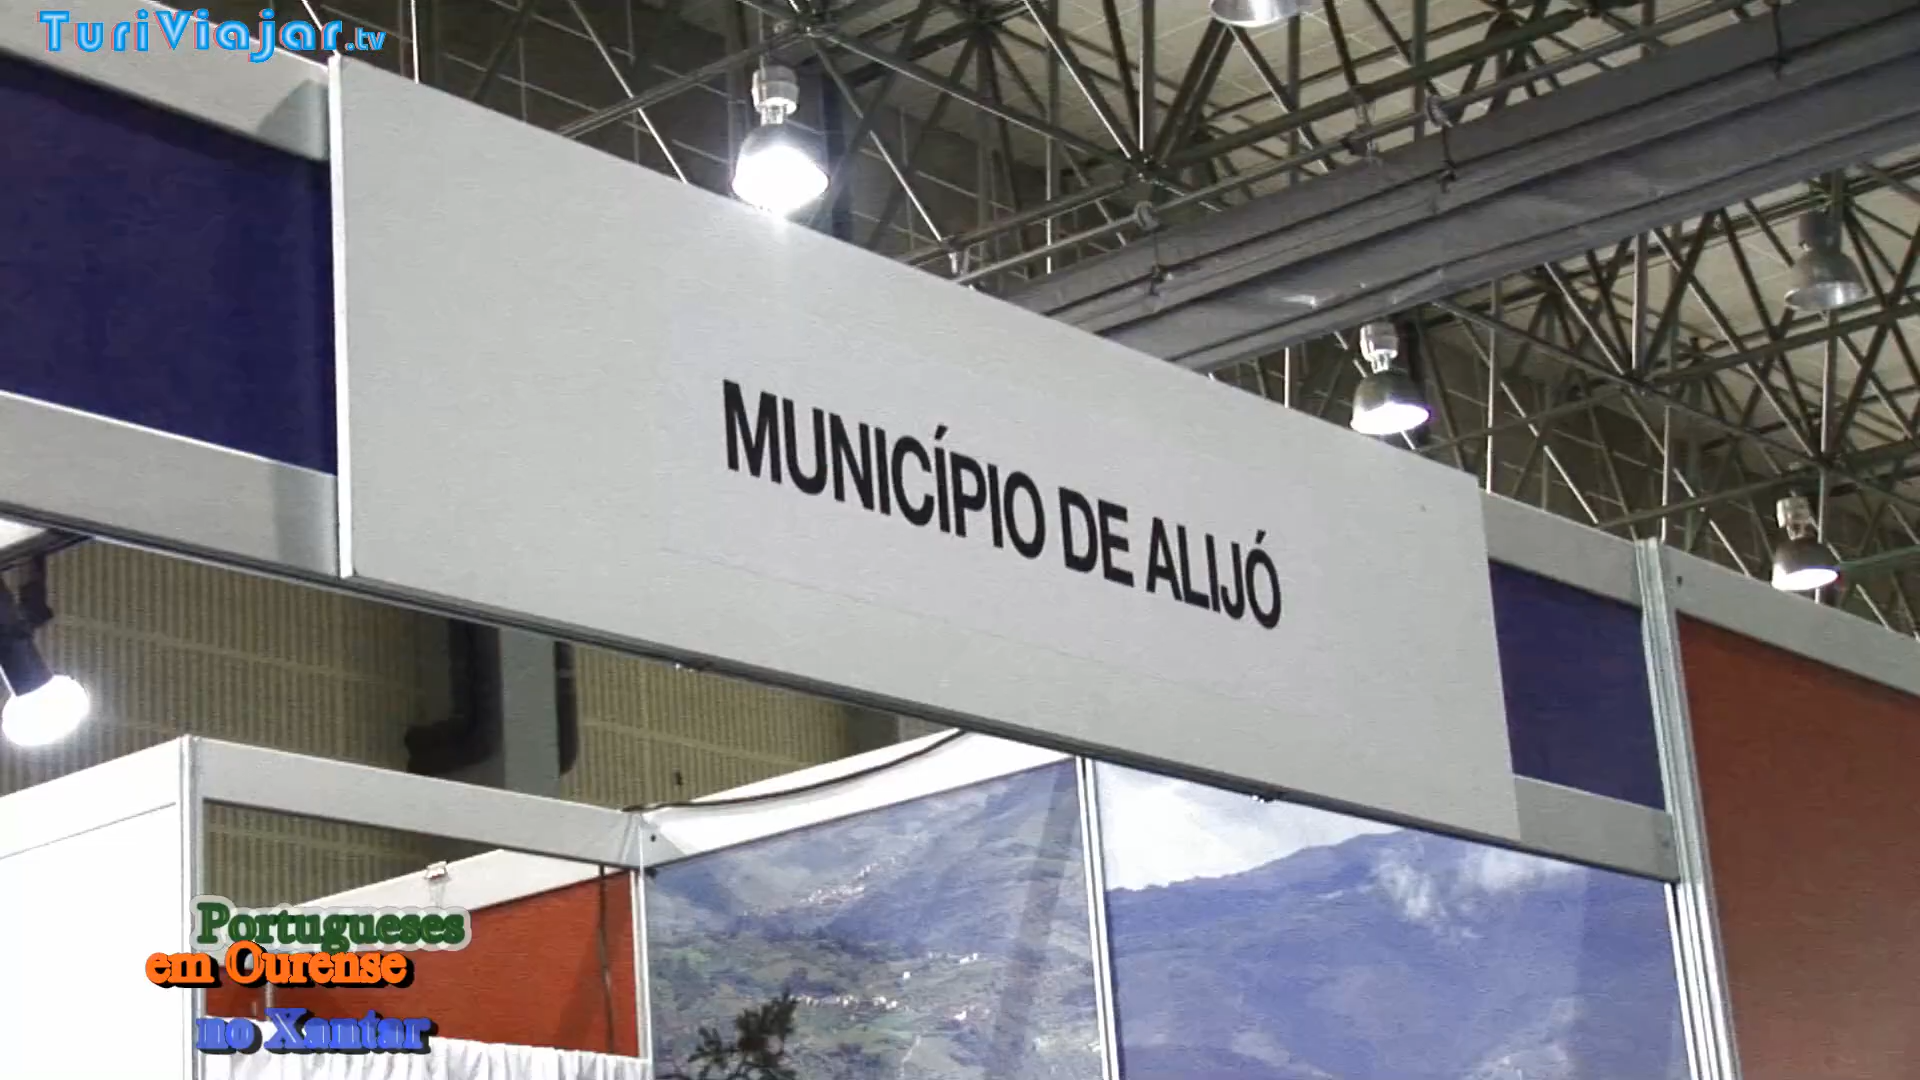 TuriViajar.tv
MUNICÍPIO DE ALIJÓ
Portugueses
em Ourense
no Xantar